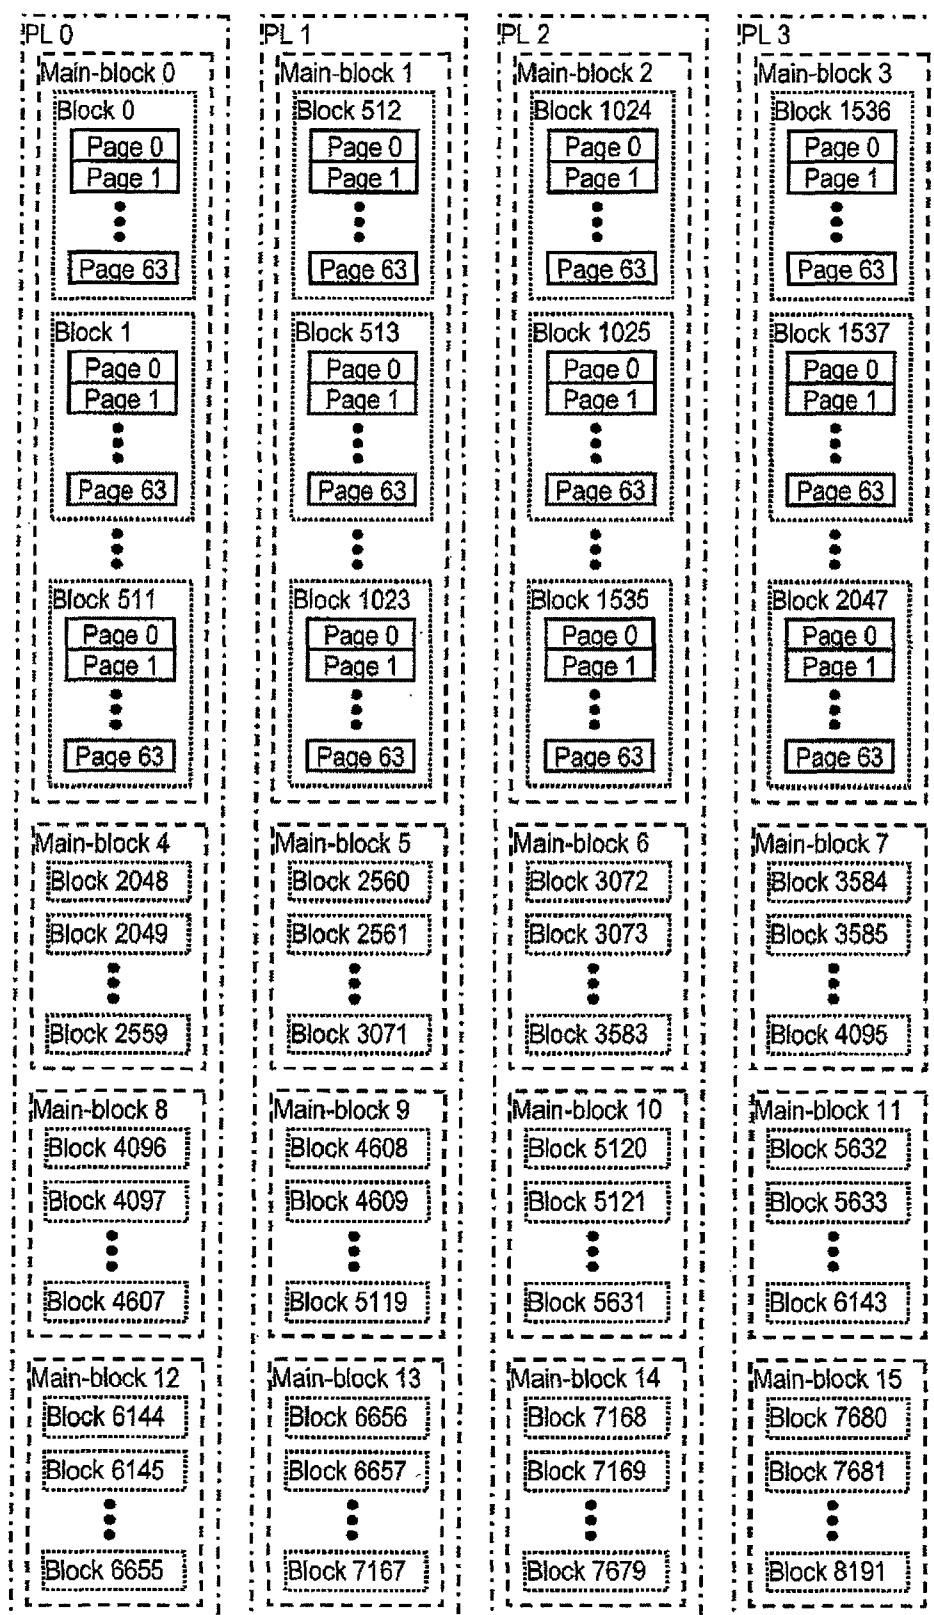 PL 0
Main-block 0
Block 0
Page 0
Page 1
Page 63
Block 1
Page 0
Page 1
Page 63
Block 511
Page 0
Page 1
Page 63
Main-block 4
Block 2048
Block 2049
Block 2559
Main-block 8
Block 4096
Block 4097
Block 4607
Main-block 12
Block 6144
Block 6145
Block 6655
PL 1
Main-block 1
Block 512
Page 0
Page 1
Page 63
Block 513
Page 0
Page 1
Page 63
Block 1023
Page 0
Page 1
Page 63
Main-block 5
Block 2560
Block 2561
Block 3071
Main-block 9
Block 4608
Block 4609
Block 5119
Main-block 13
Block 6656
Block 6657
Block 7167
PL 2
Main-block 2
Block 1024
Page 0
Page 1
Page 63
Block 1025
Page 0
Page 1
Page 63
Block 1535
Page 0
Page 1
Page 63
Main-block 6
Block 3072
Block 3073
Block 3583
Main-block 10
Block 5120
Block 5121
Block 5631
Main-block 14
Block 7168
Block 7169
Block 7679
PL 3
Main-block 3
Block 1536
Page 0
Page 1
Page 63
Block 1537
Page 0
Page 1
Page 63
Block 2047
Page 0
Page 1
Page 63
Main-block 7
Block 3584
Block 3585
Block 4095
Main-block 11
Block 5632
Block 5633
Block 6143
Main-block 15
Block 7680
Block 7681
Block 8191